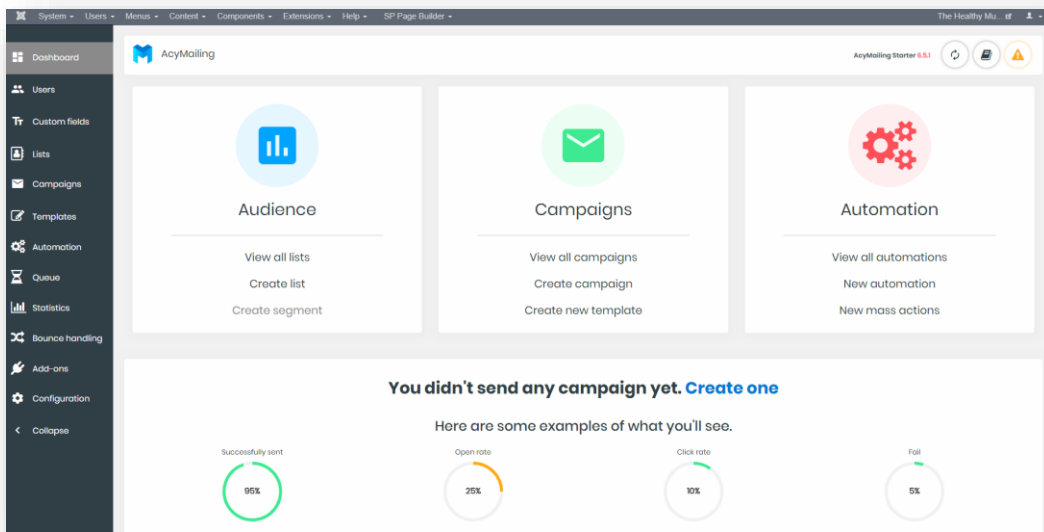 System Users Menus Content Components Extensions Help SP Page Builder The Healthy Mu...
Dashboard
Users
Custom fields
Lists
Campaigns
Templates
Automation
Queue
Statistics
Bounce handling
Add-ons
Configuration
Collapse
AcyMailing
AcyMailing Starter 6.5.1
Audience
View all lists
Create list
Create segment
Campaigns
View all campaigns
Create campaign
Create new template
Automation
View all automations
New automation
New mass actions
You didn't send any campaign yet. Create one
Here are some examples of what you'll see.
Successfully sent
95%
Open rate
25%
Click rate
10%
Fail
5%